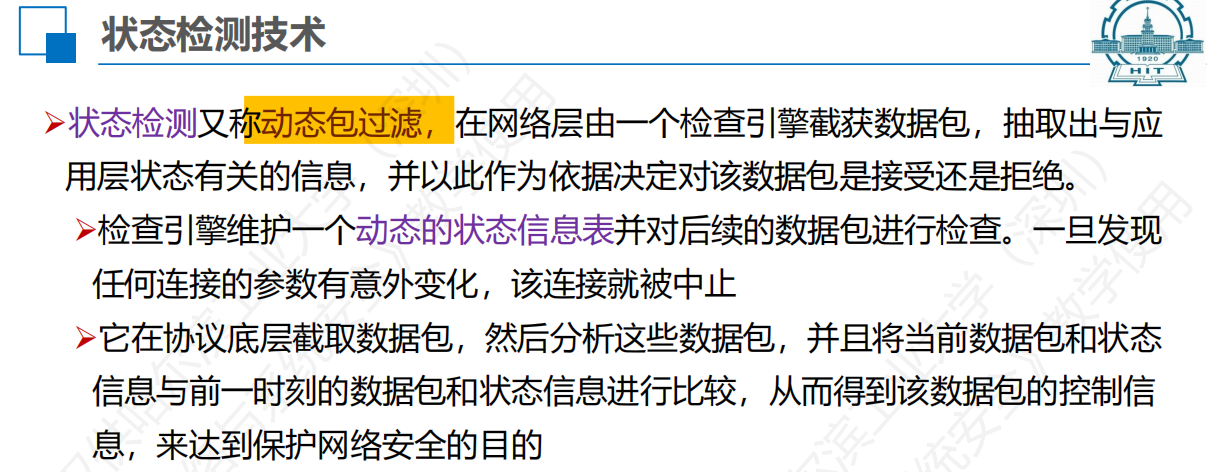 状态检测技术
1920
HIT
➢状态检测又称动态包过滤，在网络层由一个检查引擎截获数据包，抽取出与应
用层状态有关的信息，并以此作为依据决定对该数据包是接受还是拒绝。
➢检查引擎维护一个动态的状态信息表并对后续的数据包进行检查。一旦发现
任何连接的参数有意外变化，该连接就被中止
➢它在协议底层截取数据包，然后分析这些数据包，并且将当前数据包和状态
信息与前一时刻的数据包和状态信息进行比较，从而得到该数据包的控制信
息，来达到保护网络安全的目的